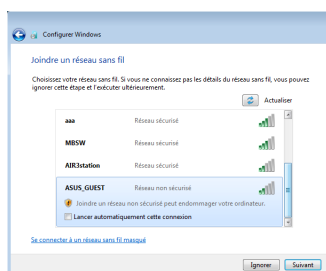 Configurer Windows
Joindre un réseau sans fil
Choisissez votre réseau sans fil. Si vous ne connaissez pas les détails du réseau sans fil, vous pouvez
ignorer cette étape et l'exécuter ultérieurement.
Actualiser
aaa Réseau sécurisé
MBSW Réseau sécurisé
AIR3station Réseau sécurisé
ASUS_GUEST Réseau non sécurisé
Joindre un réseau non sécurisé peut endommager votre ordinateur.
Lancer automatiquement cette connexion
Se connecter à un réseau sans fil masqué
Ignorer Suivant